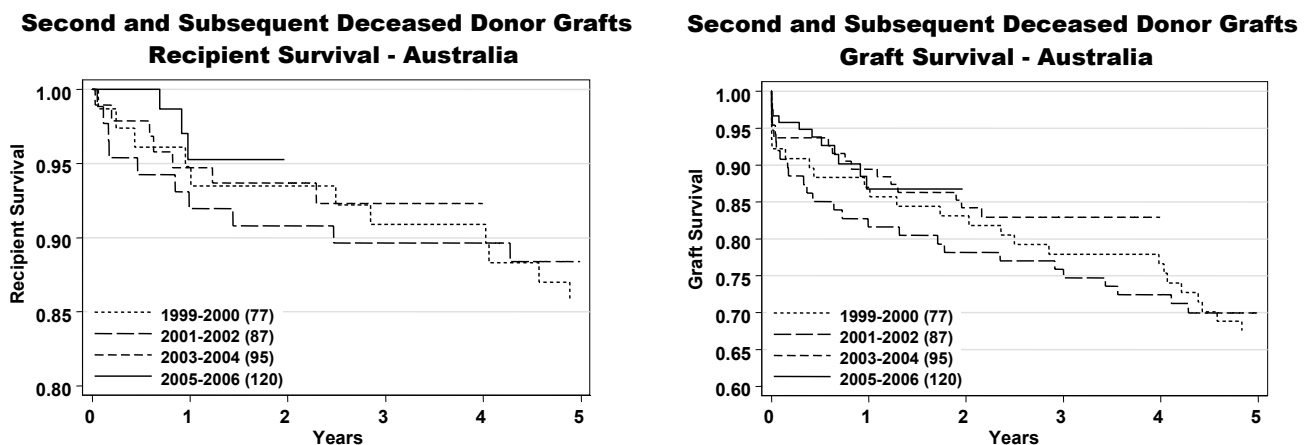 Second and Subsequent Deceased Donor Grafts
Recipient Survival - Australia
Recipient Survival
1.00
0.95
0.90
0.85
0.80
1999-2000 (77)
2001-2002 (87)
2003-2004 (95)
2005-2006 (120)
0 1 2 3 4 5
Years
Second and Subsequent Deceased Donor Grafts
Graft Survival - Australia
Graft Survival
1.00
0.95
0.90
0.85
0.80
0.75
0.70
0.65
0.60
1999-2000 (77)
2001-2002 (87)
2003-2004 (95)
2005-2006 (120)
0 1 2 3 4 5
Years